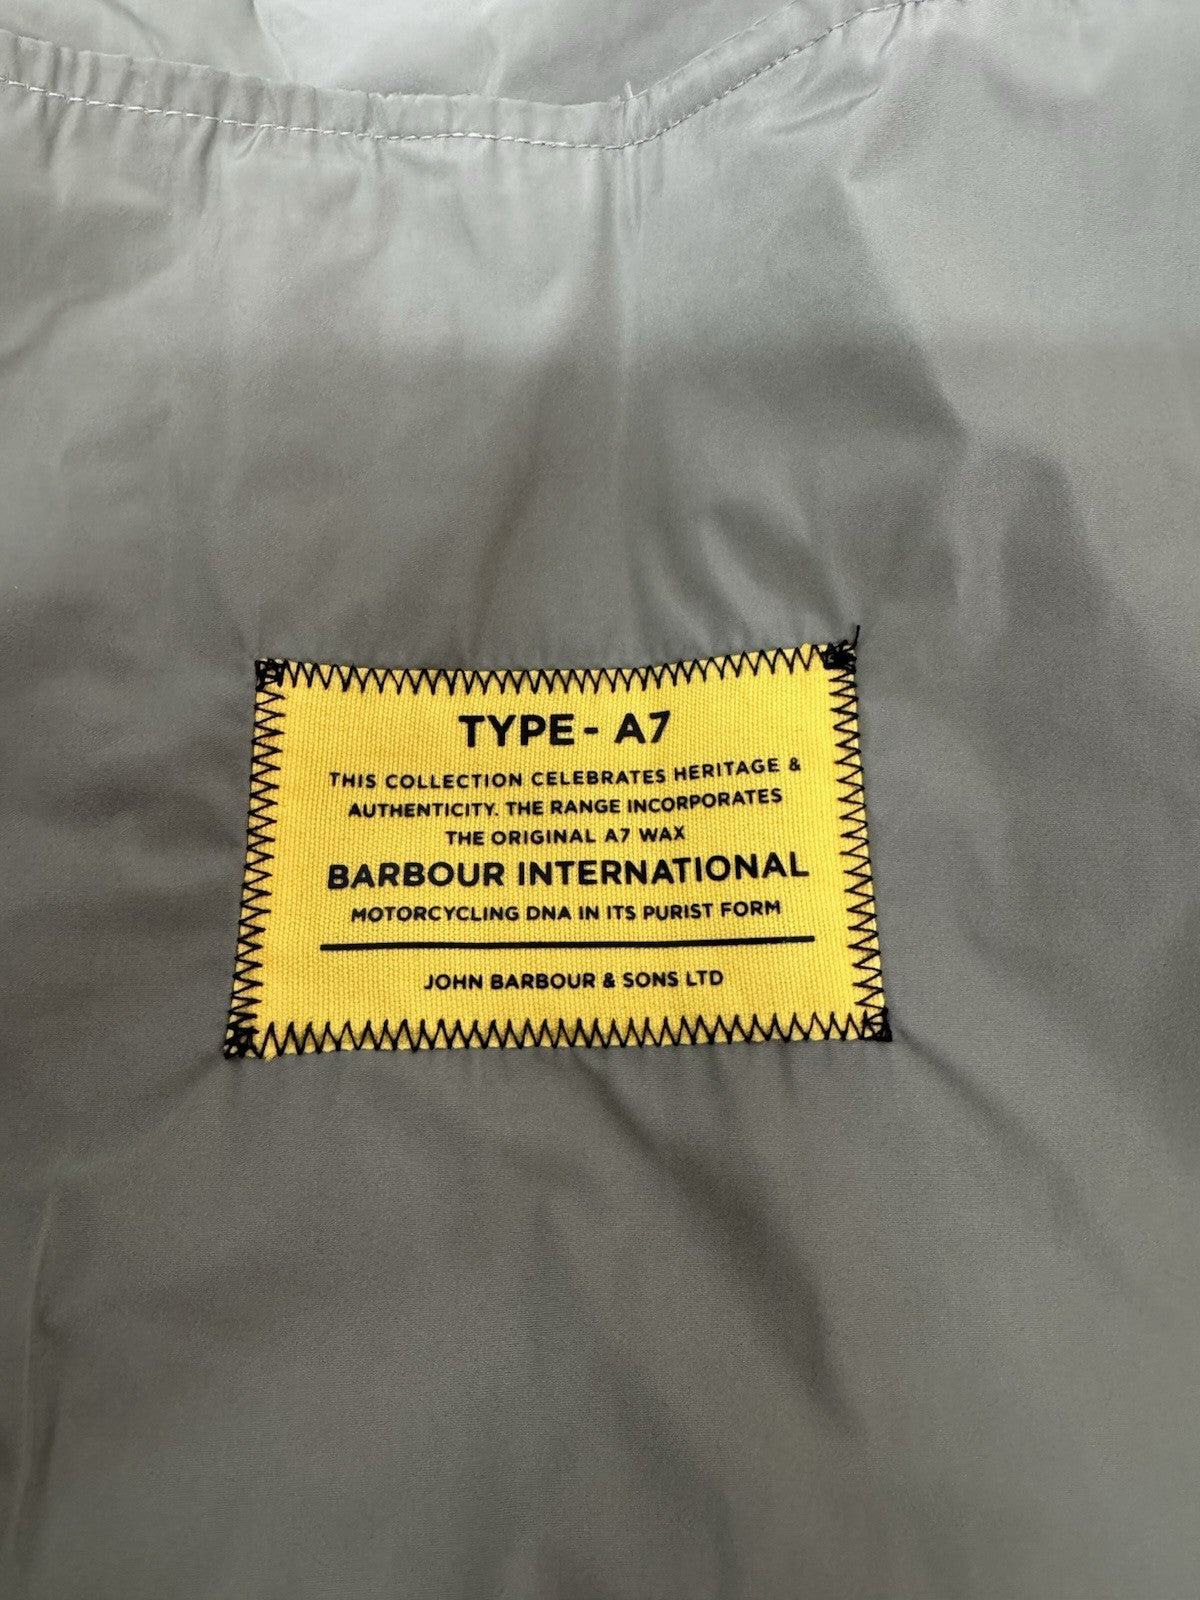 TYPE - A7
THIS COLLECTION CELEBRATES HERITAGE &
AUTHENTICITY. THE RANGE INCORPORATES
THE ORIGINAL A7 WAX
BARBOUR INTERNATIONAL
MOTORCYCLING DNA IN ITS PURIST FORM
JOHN BARBOUR & SONS LTD